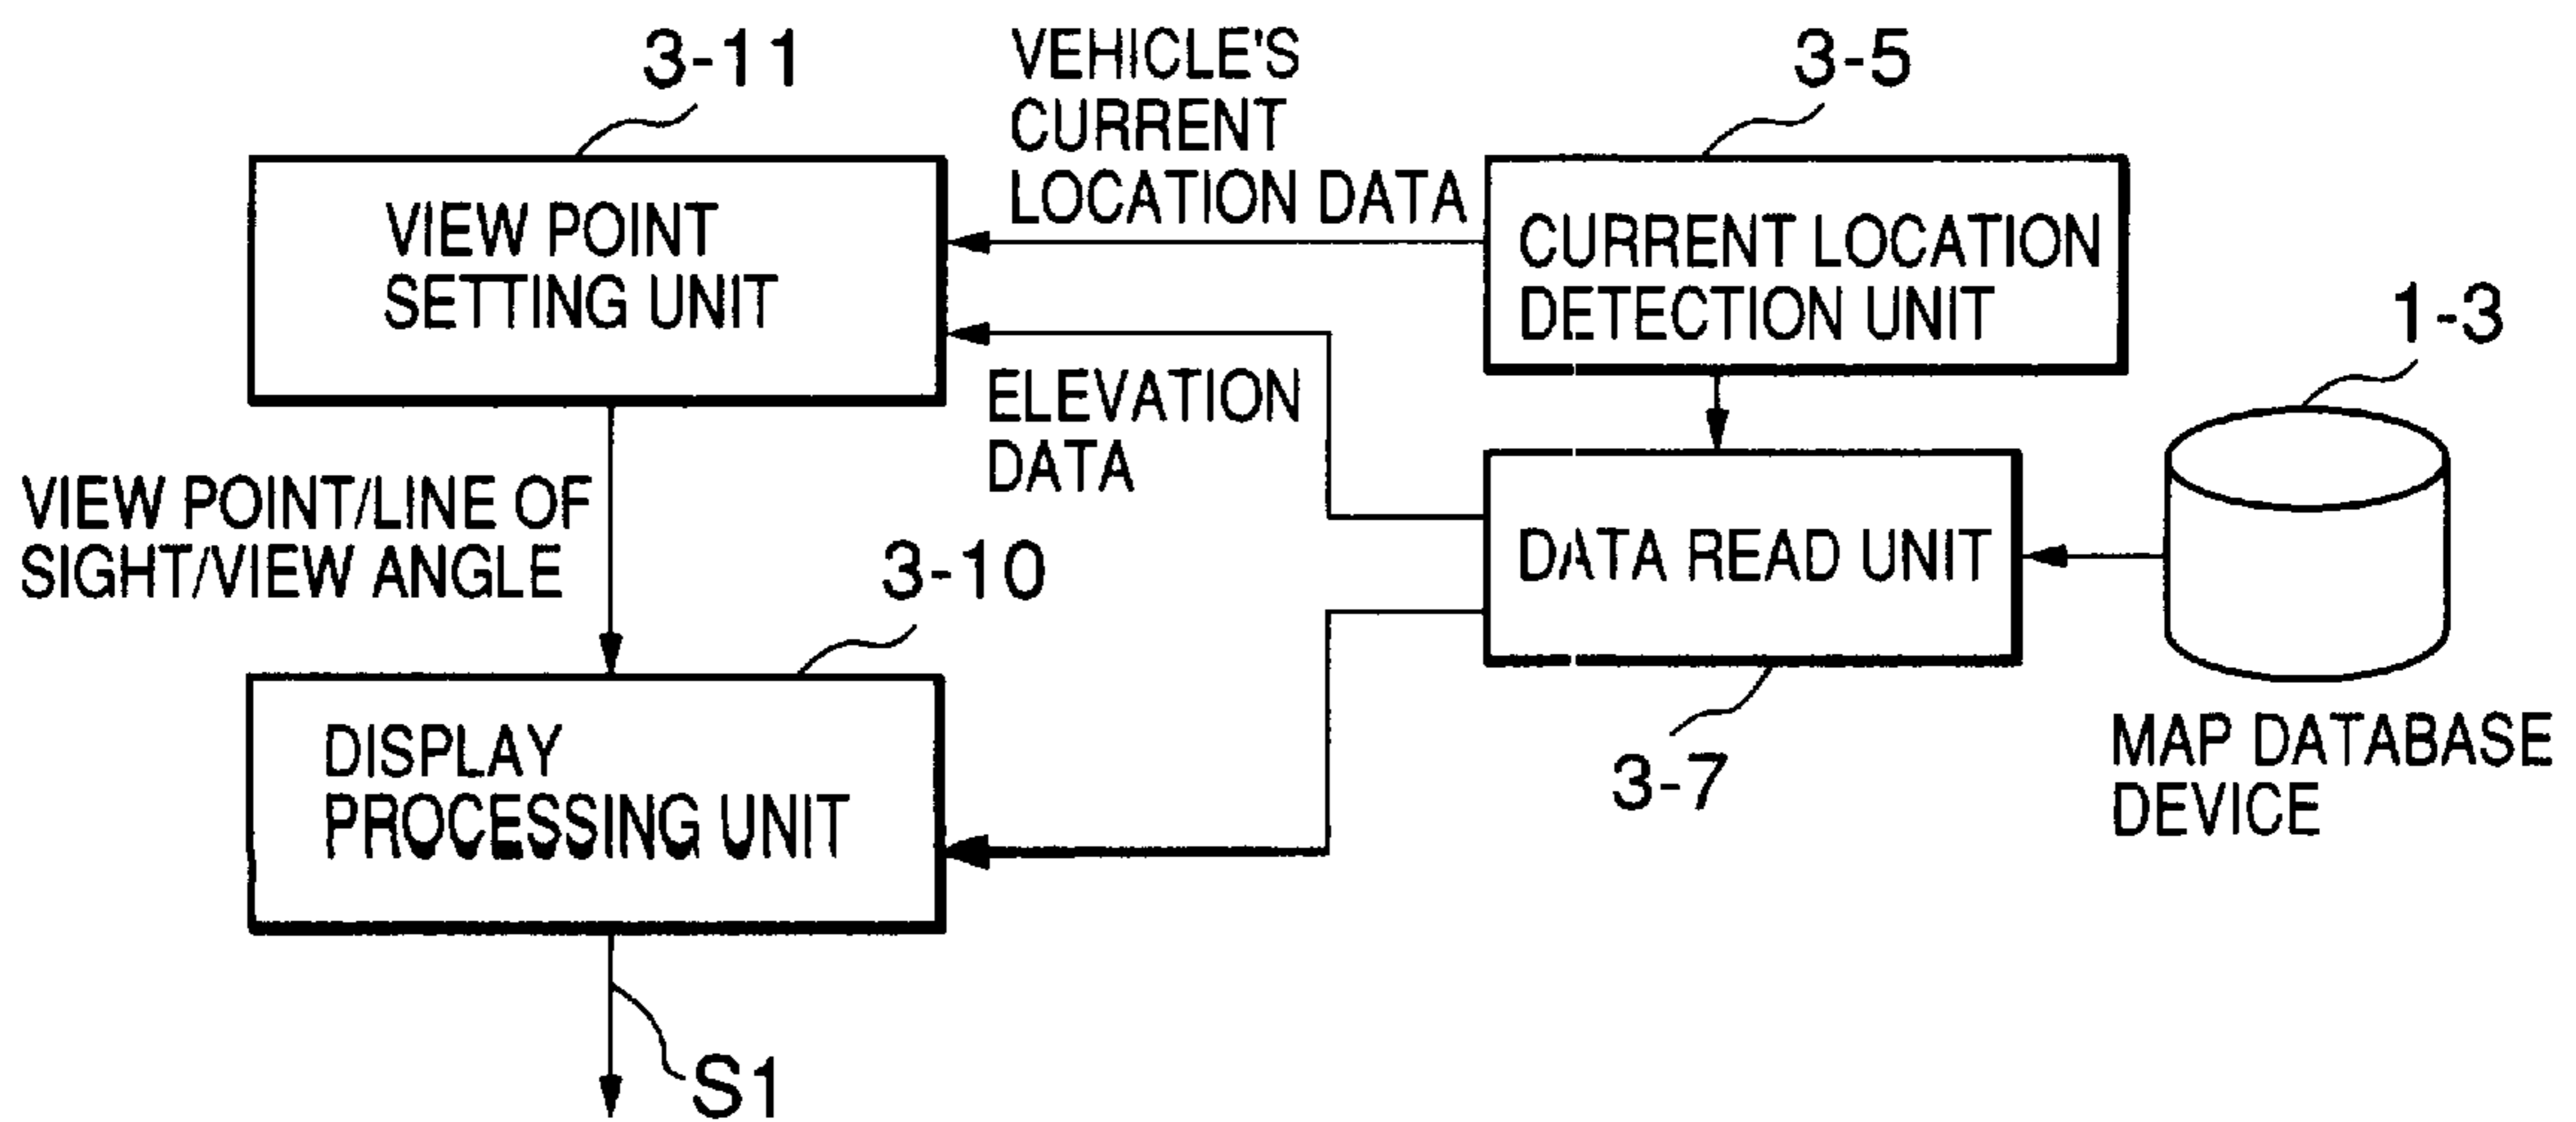 3-11
VEHICLE'S
CURRENT
LOCATION DATA
3-5
VIEW POINT
SETTING UNIT
CURRENT LOCATION
DETECTION UNIT
1-3
ELEVATION
DATA
VIEW POINT/LINE OF
SIGHT/VIEW ANGLE
3-10
DATA READ UNIT
DISPLAY
PROCESSING UNIT
3-7
MAP DATABASE
DEVICE
S1